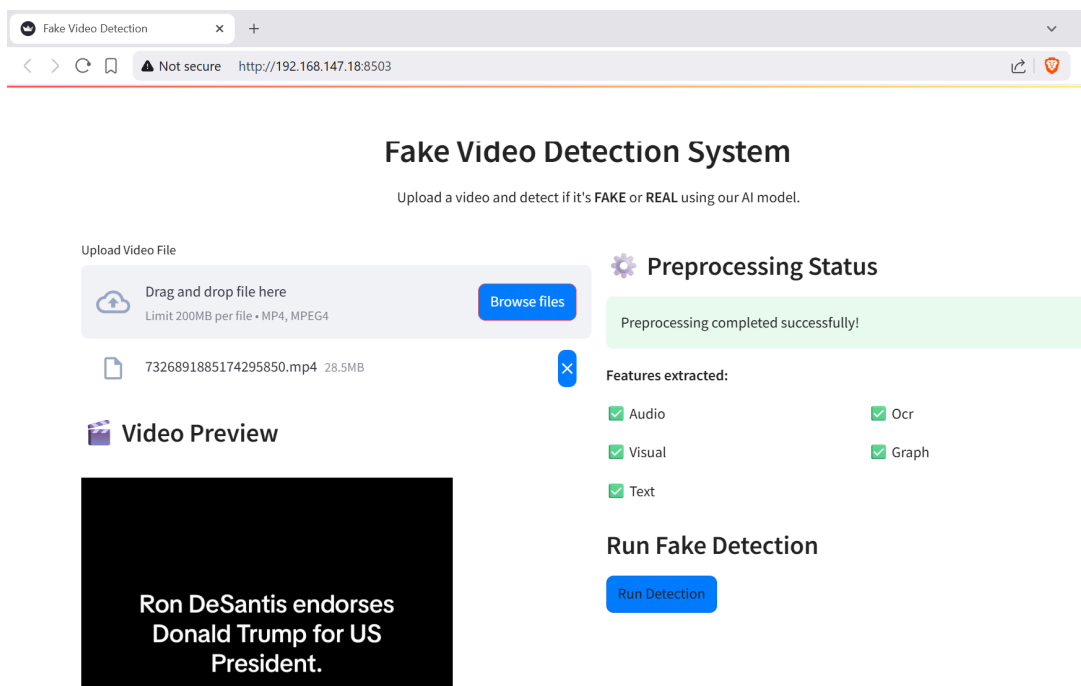 Fake Video Detection
Not secure http://192.168.147.18:8503
Fake Video Detection System
Upload a video and detect if it's FAKE or REAL using our AI model.
Upload Video File
Drag and drop file here
Limit 200MB per file • MP4, MPEG4
Browse files
7326891885174295850.mp4 28.5MB
Video Preview
Ron DeSantis endorses
Donald Trump for US
President.
Preprocessing Status
Preprocessing completed successfully!
Features extracted:
Audio
Ocr
Visual
Graph
Text
Run Fake Detection
Run Detection